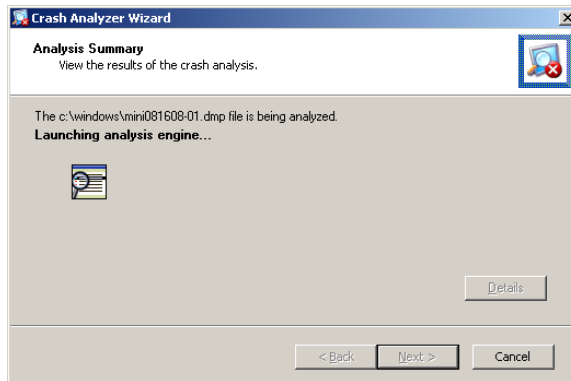 Crash Analyzer Wizard
Analysis Summary
View the results of the crash analysis.
The c:\windows\mini081608-01.dmp file is being analyzed.
Launching analysis engine...
Details
< Back
Next >
Cancel